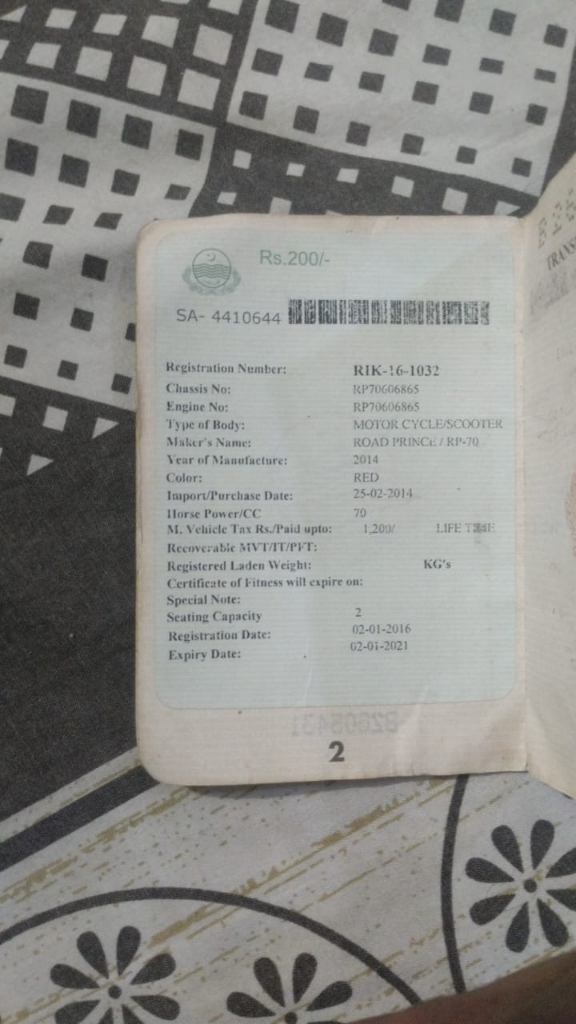 Rs.200/-
SA- 4410644
Registration Number: RIK-16-1032
Chassis No: RP70606865
Engine No: RP70606865
Type of Body: MOTOR CYCLE/SCOOTER
Maker's Name: ROAD PRINCE / RP-70
Year of Manufacture: 2014
Color: RED
Import/Purchase Date: 25-02-2014
Horse Power/CC 70
M. Vehicle Tax Rs./Paid upto: 1,200/ LIFE TIME
Recoverable MVT/IT/PFT:
Registered Laden Weight: KG's
Certificate of Fitness will expire on:
Special Note:
Seating Capacity 2
Registration Date: 02-01-2016
Expiry Date: 02-01-2021
2
TRANS